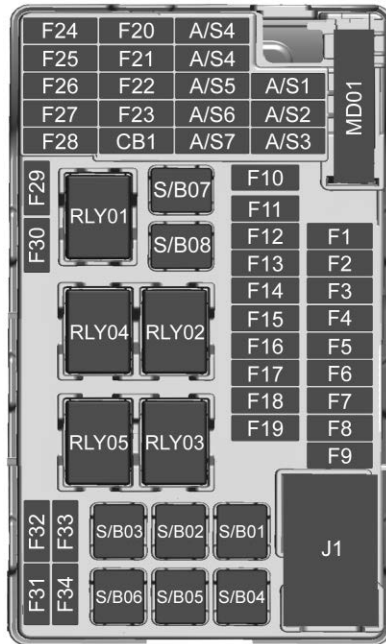 F24 F20 A/S4
F25 F21 A/S4
F26 F22 A/S5 A/S1
F27 F23 A/S6 A/S2
F28 CB1 A/S7 A/S3
MD01
F29
F30
RLY01
S/B07
S/B08
F10
F11
F12 F1
F13 F2
F14 F3
F15 F4
F16 F5
F17 F6
F18 F7
F19 F8
F9
RLY04 RLY02
RLY05 RLY03
F32 F33
F31 F34
S/B03 S/B02 S/B01
S/B06 S/B05 S/B04
J1